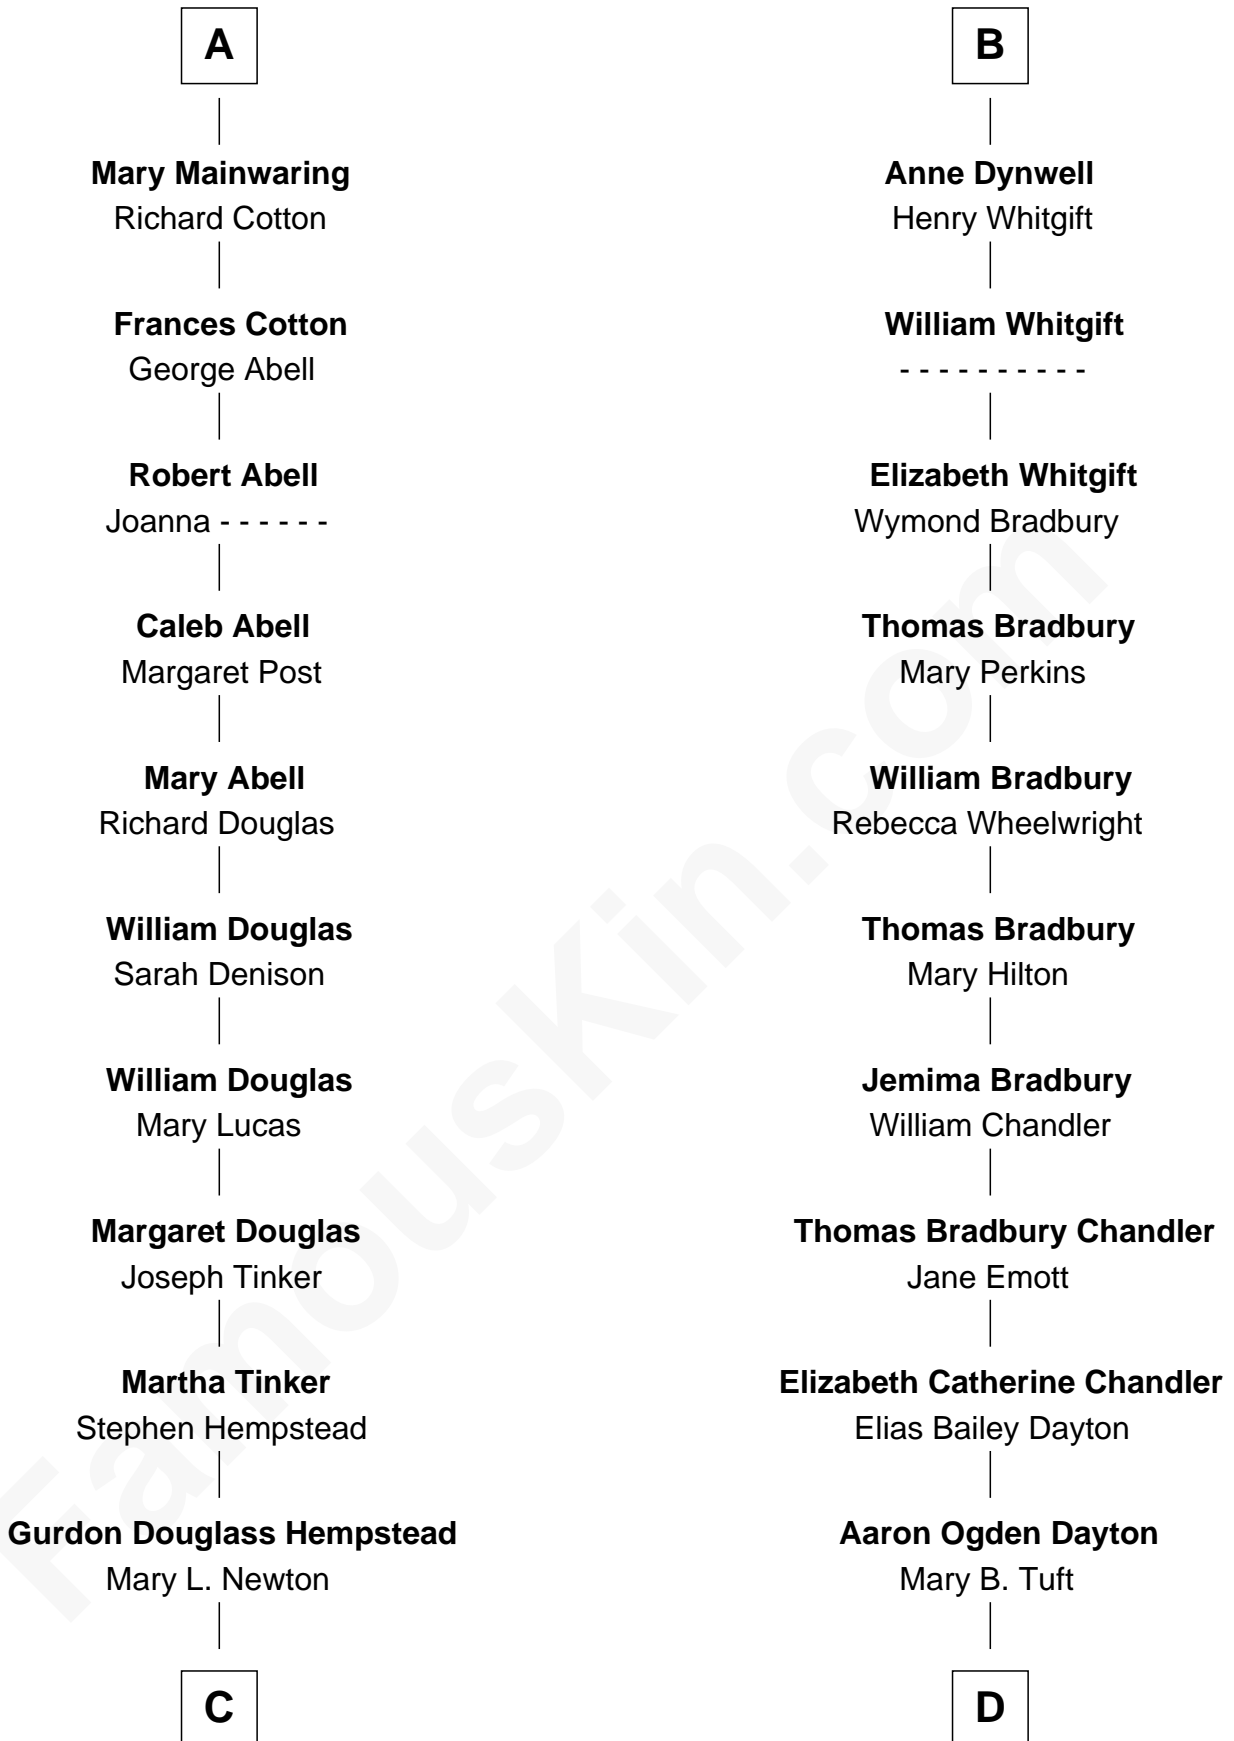 A
Mary Mainwaring
Richard Cotton
Frances Cotton
George Abell
Robert Abell
Joanna - - - - - -
Caleb Abell
Margaret Post
Mary Abell
Richard Douglas
William Douglas
Sarah Denison
William Douglas
Mary Lucas
Margaret Douglas
Joseph Tinker
Martha Tinker
Stephen Hempstead
Gurdon Douglass Hempstead
Mary L. Newton
C
B
Anne Dynwell
Henry Whitgift
William Whitgift
- - - - - - - - - -
Elizabeth Whitgift
Wymond Bradbury
Thomas Bradbury
Mary Perkins
William Bradbury
Rebecca Wheelwright
Thomas Bradbury
Mary Hilton
Jemima Bradbury
William Chandler
Thomas Bradbury Chandler
Jane Emott
Elizabeth Catherine Chandler
Elias Bailey Dayton
Aaron Ogden Dayton
Mary B. Tuft
D
FamousKin.com